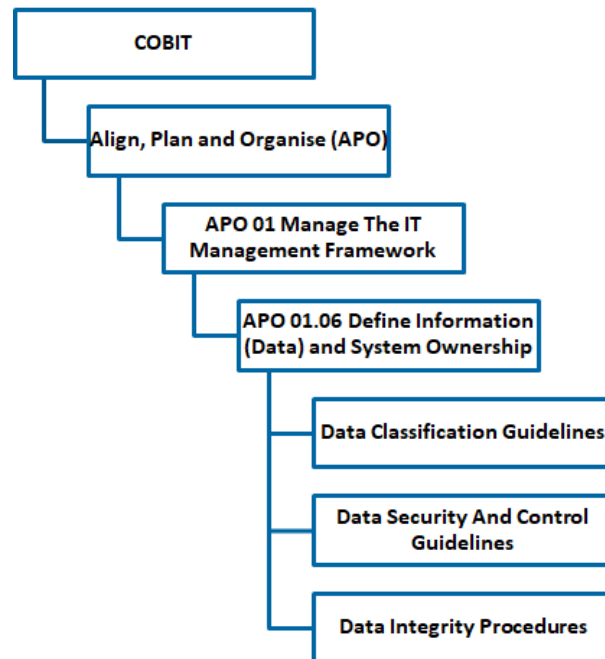 COBIT
Align, Plan and Organise (APO)
APO 01 Manage The IT
Management Framework
APO 01.06 Define Information
(Data) and System Ownership
Data Classification Guidelines
Data Security And Control
Guidelines
Data Integrity Procedures